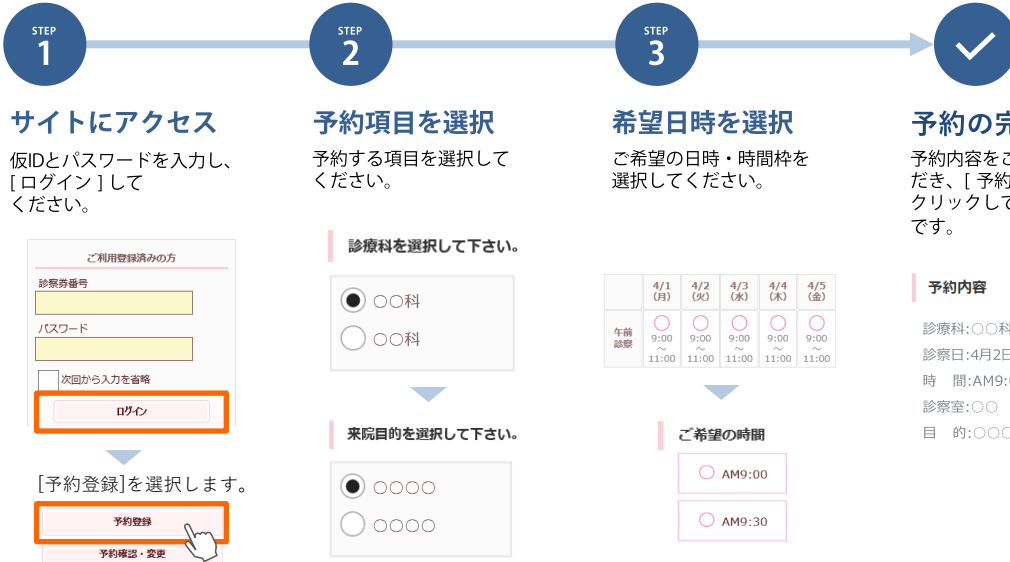 STEP
1
サイトにアクセス
仮IDとパスワードを入力し、
[ ログイン ] して
ください。
ご利用登録済みの方
診察券番号
パスワード
次回から入力を省略
ログイン
[予約登録]を選択します。
予約登録
予約確認・変更
STEP
2
予約項目を選択
予約する項目を選択して
ください。
診療科を選択して下さい。
○○科
○○科
来院目的を選択して下さい。
○○○○
○○○○
STEP
3
希望日時を選択
ご希望の日時・時間枠を
選択してください。
4/1 4/2 4/3 4/4 4/5
(月) (火) (水) (木) (金)
午前
診察
○ ○ ○ ○ ○
9:00 9:00 9:00 9:00 9:00
～ ～ ～ ～ ～
11:00 11:00 11:00 11:00 11:00
ご希望の時間
○ AM9:00
○ AM9:30
予約の完
予約内容をご
だき、[ 予約
クリックして
です。
予約内容
診療科:○○科
診察日:4月2日
時　間:AM9:
診察室:○○
目　的:○○○